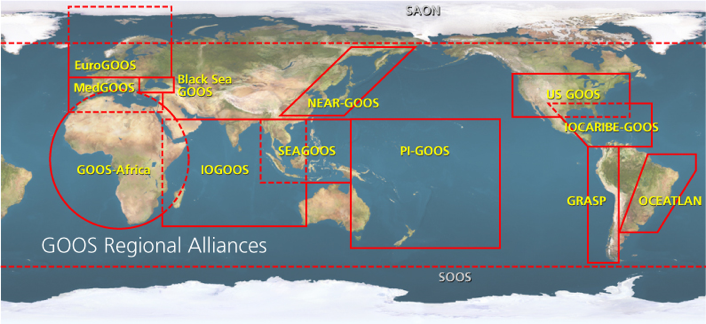 SAON
EuroGOOS
MedGOOS
Black Sea
GOOS
NEAR-GOOS
US GOOS
IOCARIBE-GOOS
GOOS-Africa
IOGOOS
SEAGOOS
PI-GOOS
GRASP
OCEATLAN
GOOS Regional Alliances
SOOS